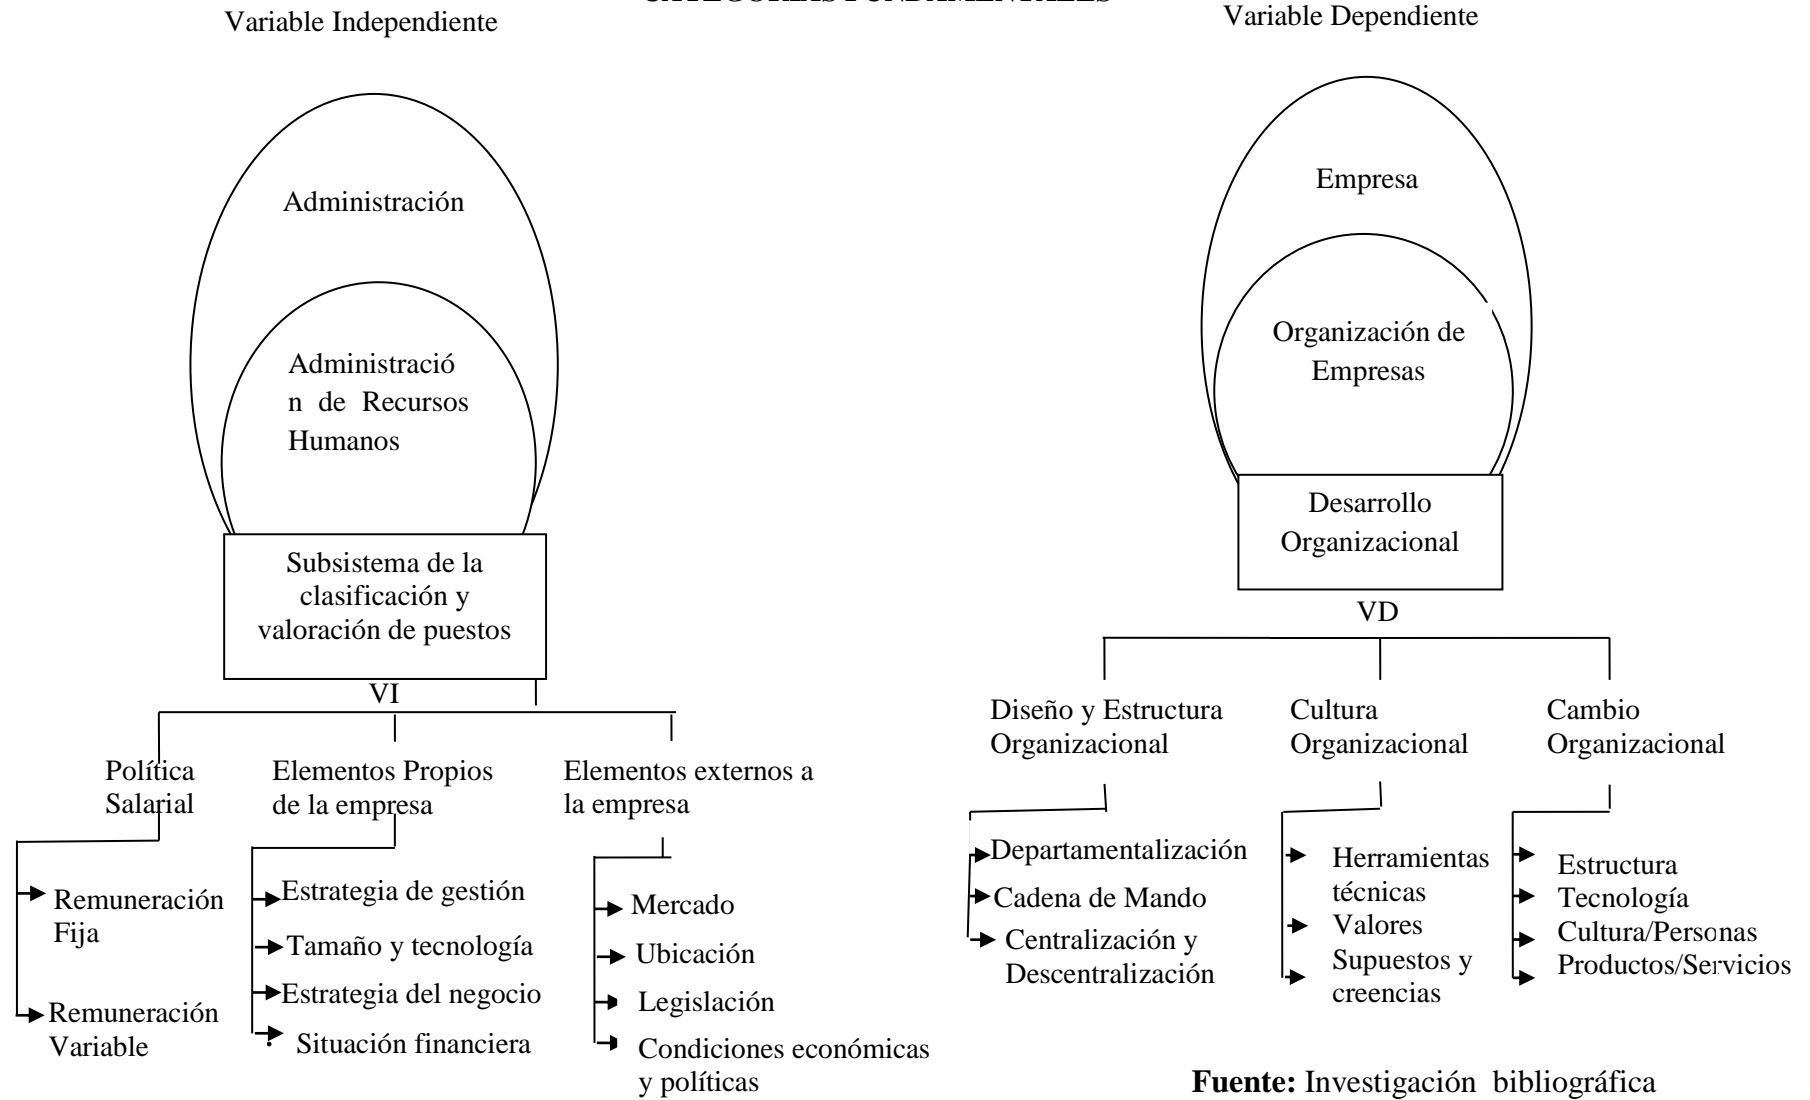 Variable Independiente
Variable Dependiente
Administración
Administració
n de Recursos
Humanos
Subsistema de la
clasificación y
valoración de puestos
VI
Política
Salarial
Remuneración
Fija
Remuneración
Variable
Elementos Propios
de la empresa
Estrategia de gestión
Tamaño y tecnología
Estrategia del negocio
Situación financiera
Elementos externos a
la empresa
Mercado
Ubicación
Legislación
Condiciones económicas
y políticas
Empresa
Organización de
Empresas
Desarrollo
Organizacional
VD
Diseño y Estructura
Organizacional
Departamentalización
Cadena de Mando
Centralización y
Descentralización
Cultura
Organizacional
Herramientas
técnicas
Valores
Supuestos y
creencias
Cambio
Organizacional
Estructura
Tecnología
Cultura/Personas
Productos/Servicios
Fuente: Investigación bibliográfica